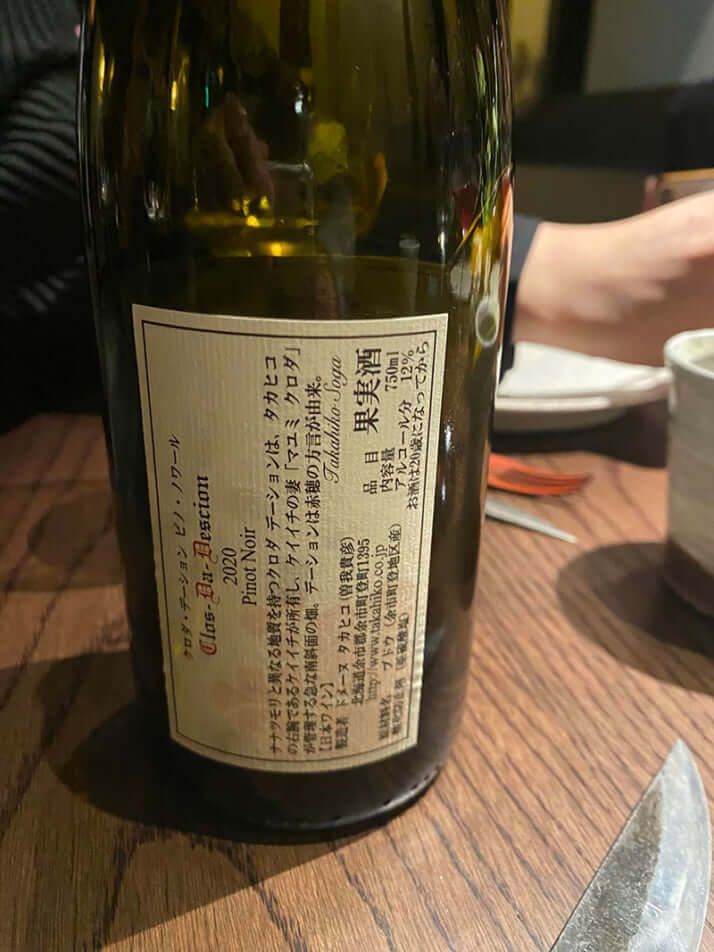 クロダ・デーション ピノ・ノワール
Clos-Da-Descion
2020
Pinot Noir
ナナツモリと異なる地質を持つクロダ デーションは、タカヒコ
の右腕であるケイイチが所有し、ケイイチの妻「マユミ クロダ」
が管理する急な南斜面の畑。デーションは赤穂の方言が由来。
Takahiko Soga
【日本ワイン】
製造者 ドメーヌ タカヒコ(曽我貴彦)
北海道余市郡余市町登町1395
http://www.takahiko.co.jp
原材料名 ブドウ(余市町登地区産)
酸化防止剤(亜硫酸塩)
品目 果実酒
内容量 750ml
アルコール分 12%
お酒は20歳になってから